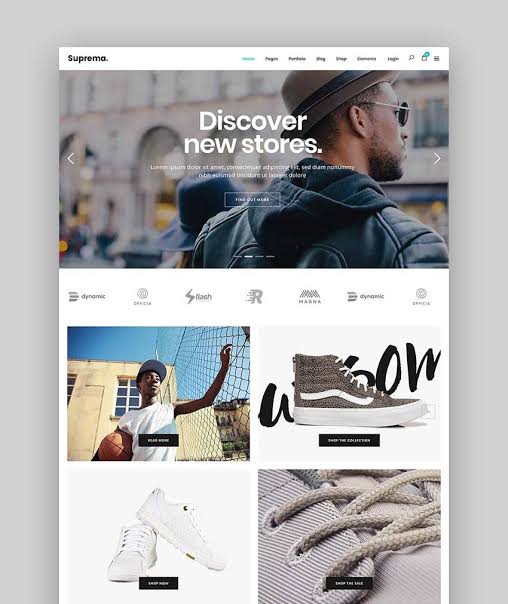 Suprema.
Home Pages Portfolio Blog Shop Elements Login
Discover
new stores.
Lorem ipsum dolor sit amet, consectetuer adipiscing elit, sed diam nonummy
nibh euismod tincidunt ut laoreet dolore
FIND OUT MORE
dynamic OFFICIA flash R MAGNA dynamic OFFICIA
READ MORE
SHOP THE COLLECTION
SHOP NOW
SHOP THE SALE